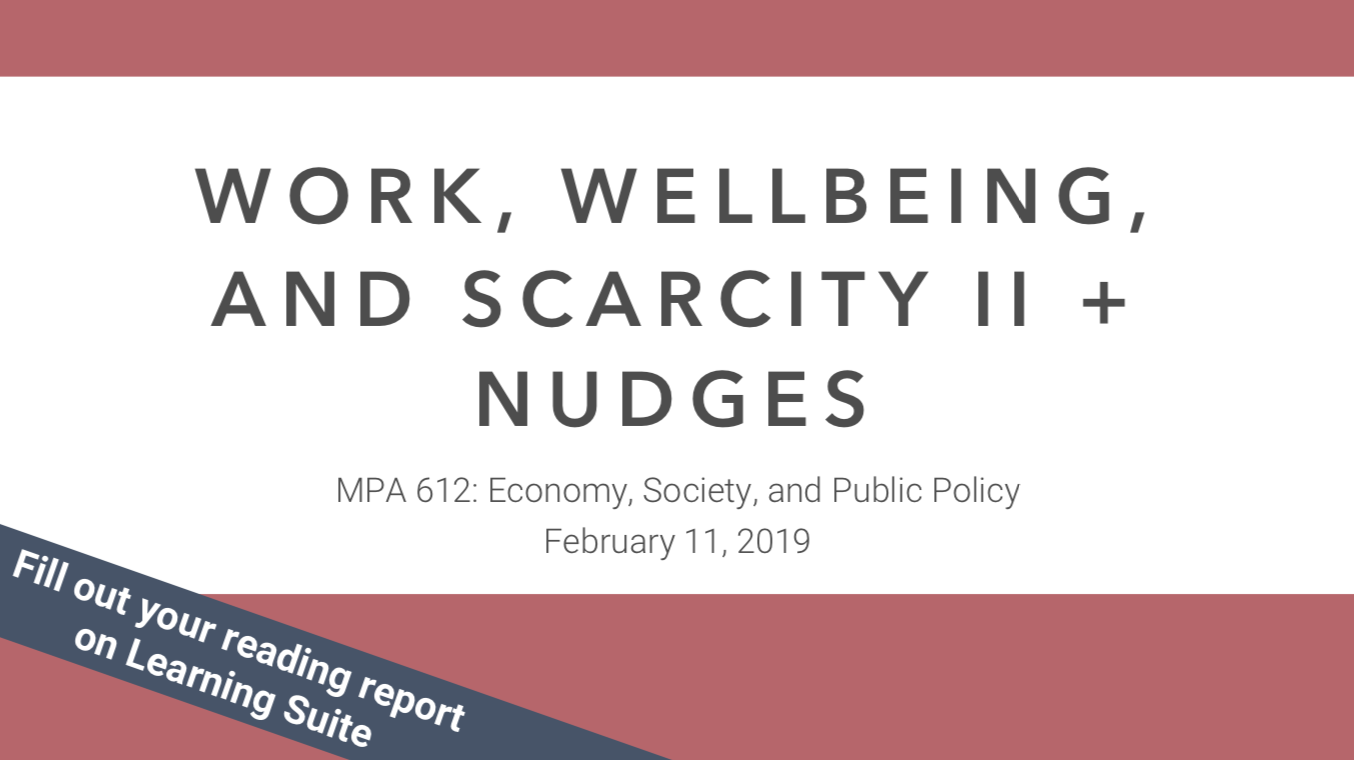 WORK, WELLBEING,
AND SCARCITY II +
NUDGES
MPA 612: Economy, Society, and Public Policy
February 11, 2019
Fill out your reading report
on Learning Suite